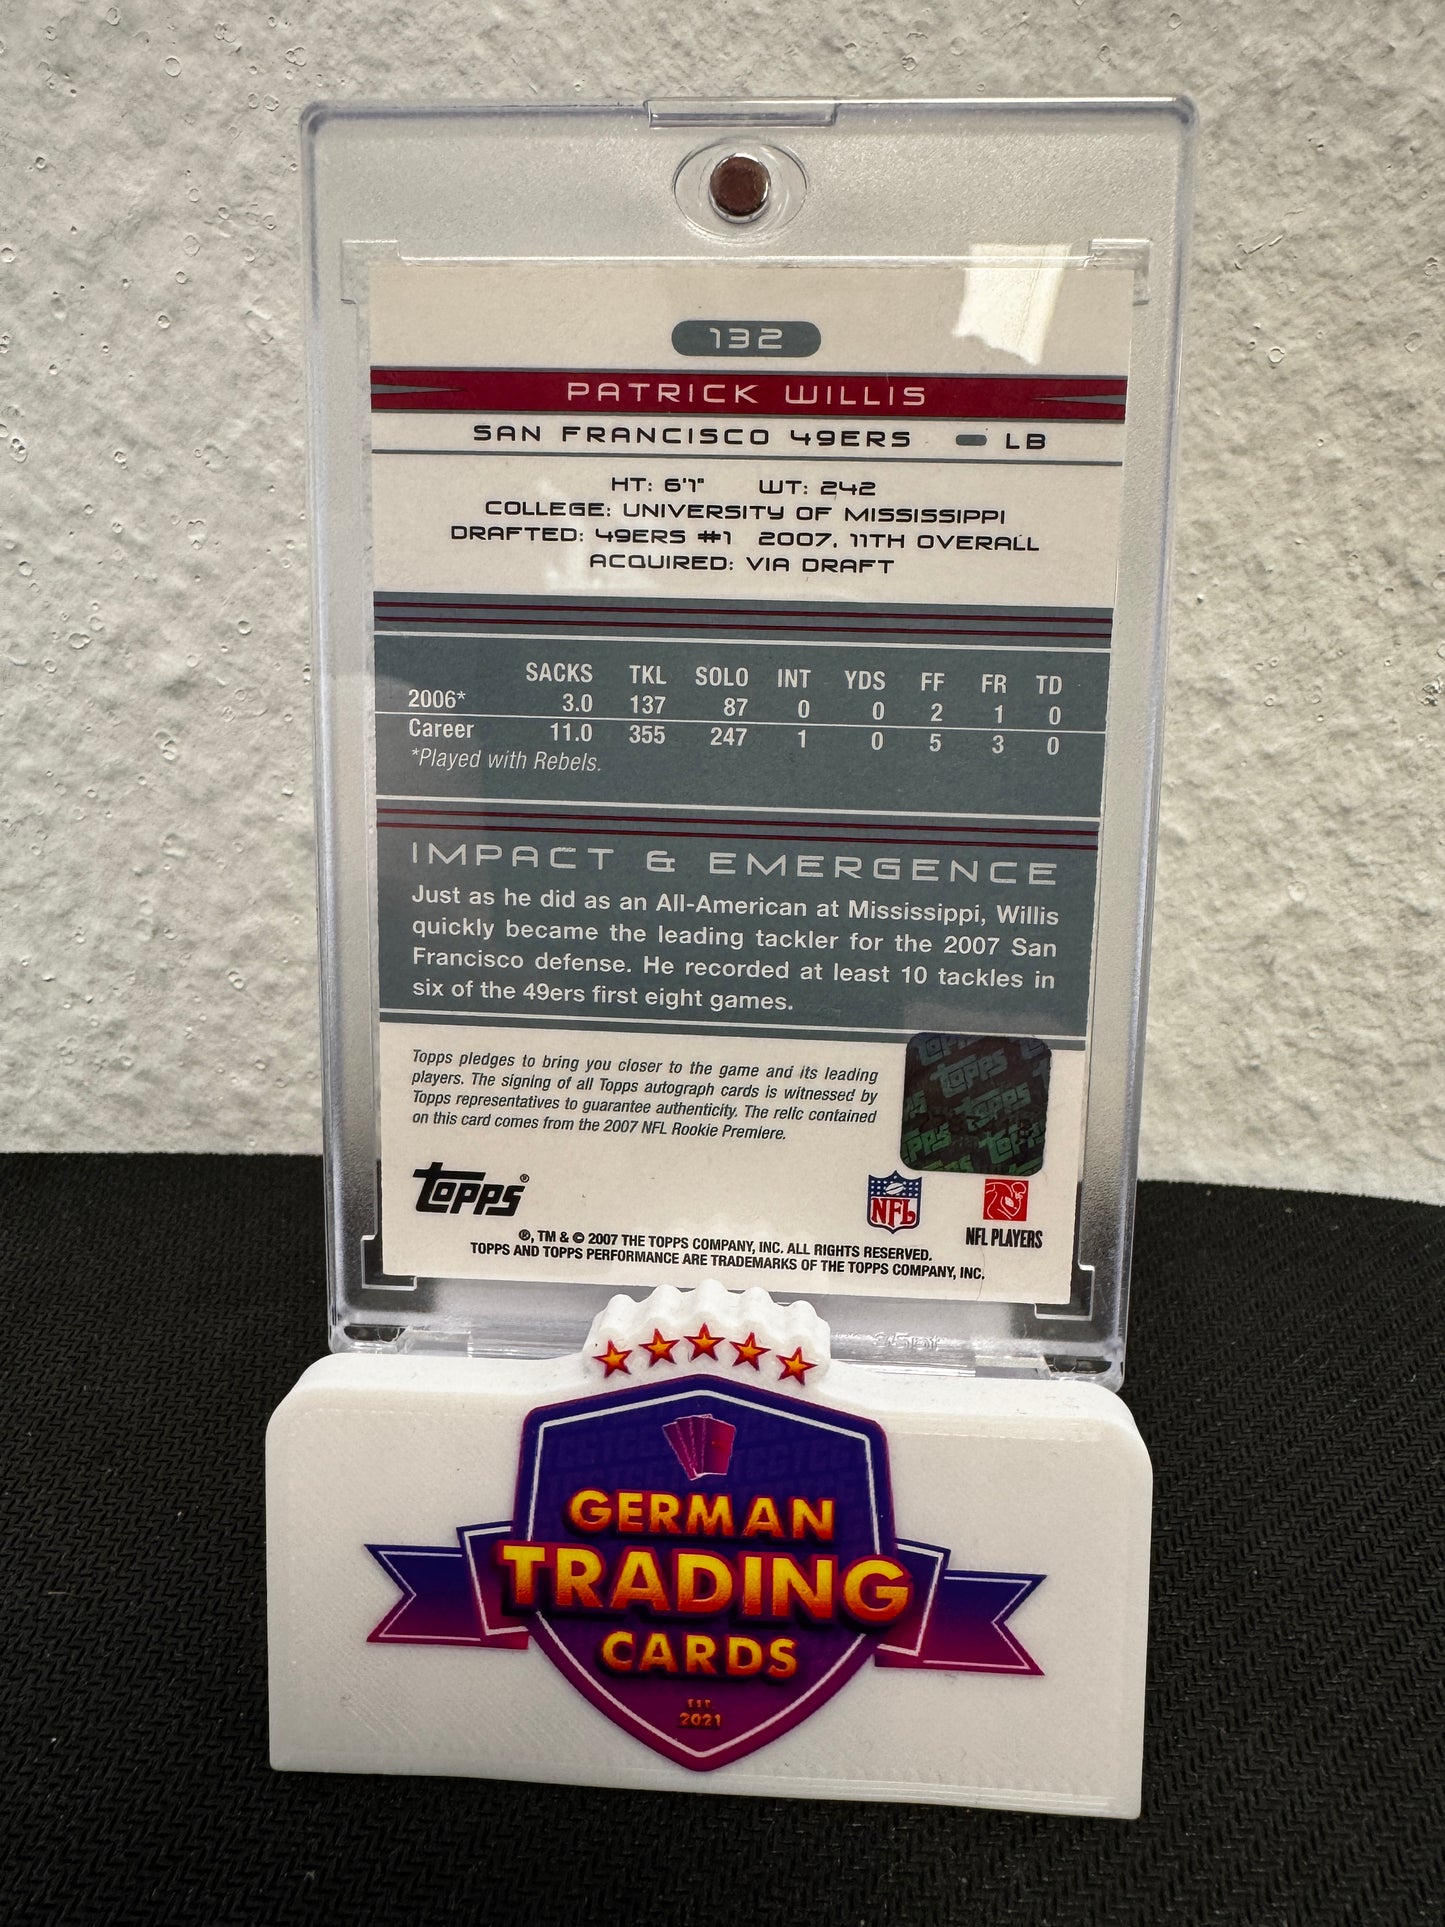 132
PATRICK WILLIS
SAN FRANCISCO 49ERS LB
HT: 6'1" WT: 242
COLLEGE: UNIVERSITY OF MISSISSIPPI
DRAFTED: 49ERS #1 2007, 11TH OVERALL
ACQUIRED: VIA DRAFT
SACKS TKL SOLO INT YDS FF FR TD
2006* 3.0 137 87 0 0 2 1 0
Career 11.0 355 247 1 0 5 3 0
*Played with Rebels.
IMPACT & EMERGENCE
Just as he did as an All-American at Mississippi, Willis
quickly became the leading tackler for the 2007 San
Francisco defense. He recorded at least 10 tackles in
six of the 49ers first eight games.
Topps pledges to bring you closer to the game and its leading
players. The signing of all Topps autograph cards is witnessed by
Topps representatives to guarantee authenticity. The relic contained
on this card comes from the 2007 NFL Rookie Premiere.
Topps
Topps
Topps®
NFL
NFL PLAYERS
®, TM & © 2007 THE TOPPS COMPANY, INC. ALL RIGHTS RESERVED.
TOPPS AND TOPPS PERFORMANCE ARE TRADEMARKS OF THE TOPPS COMPANY, INC.
GERMAN
TRADING
CARDS
EST.
2021